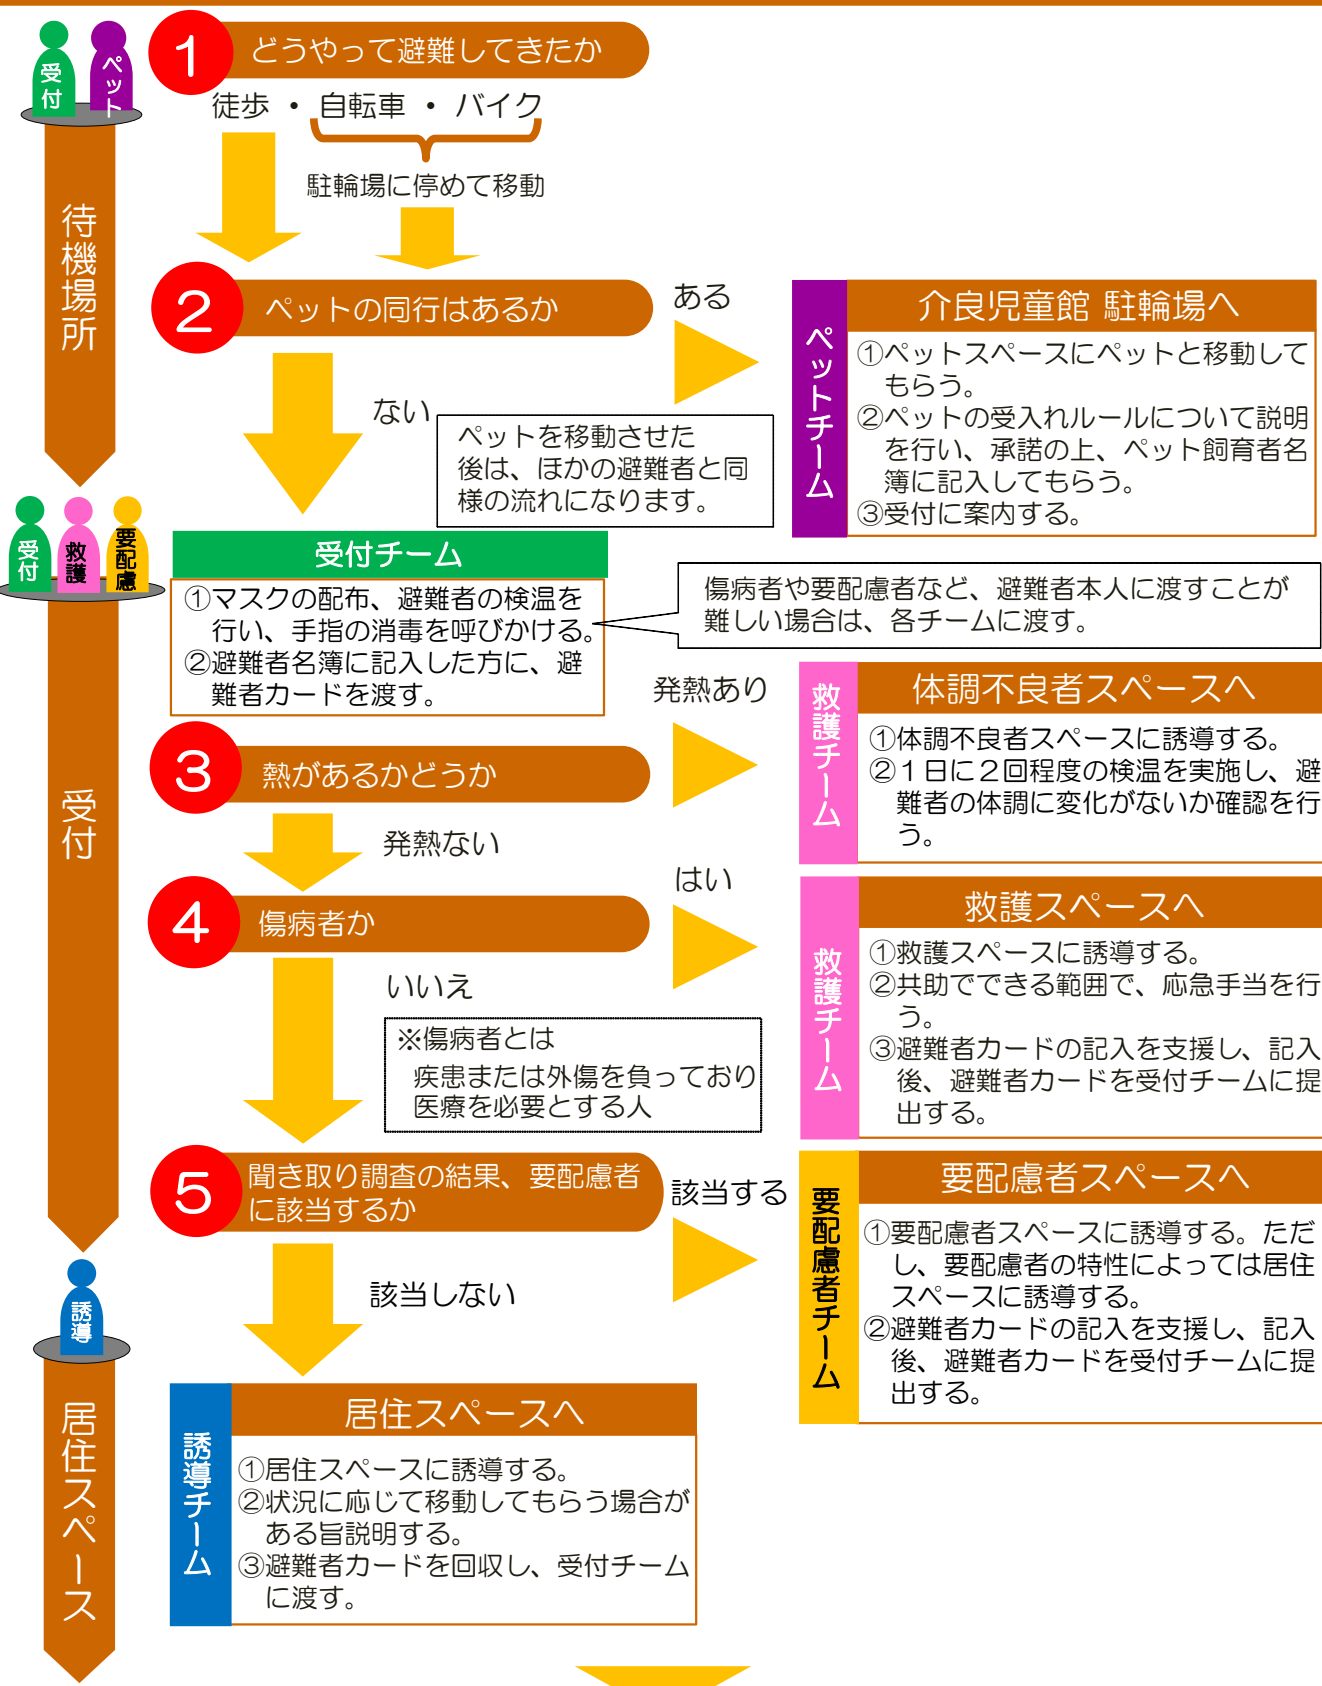 受付
ペット
1
どうやって避難してきたか
徒歩 ・ 自転車 ・ バイク
駐輪場に停めて移動
待機場所
2
ペットの同行はあるか
ある
ない
ペットを移動させた
後は、ほかの避難者と同
様の流れになります。
ペットチーム
介良児童館 駐輪場へ
①ペットスペースにペットと移動して
もらう。
②ペットの受入れルールについて説明
を行い、承諾の上、ペット飼育者名
簿に記入してもらう。
③受付に案内する。
受付
救護
要配慮
受付チーム
①マスクの配布、避難者の検温を
行い、手指の消毒を呼びかける。
②避難者名簿に記入した方に、避
難者カードを渡す。
傷病者や要配慮者など、避難者本人に渡すことが
難しい場合は、各チームに渡す。
受付
3
熱があるかどうか
発熱あり
発熱ない
救護チーム
体調不良者スペースへ
①体調不良者スペースに誘導する。
②１日に２回程度の検温を実施し、避
難者の体調に変化がないか確認を行
う。
4
傷病者か
はい
いいえ
※傷病者とは
疾患または外傷を負っており
医療を必要とする人
救護チーム
救護スペースへ
①救護スペースに誘導する。
②共助でできる範囲で、応急手当を行
う。
③避難者カードの記入を支援し、記入
後、避難者カードを受付チームに提
出する。
5
聞き取り調査の結果、要配慮者
に該当するか
該当する
該当しない
要配慮者チーム
要配慮者スペースへ
①要配慮者スペースに誘導する。ただ
し、要配慮者の特性によっては居住
スペースに誘導する。
②避難者カードの記入を支援し、記入
後、避難者カードを受付チームに提
出する。
誘導
居住スペース
誘導チーム
居住スペースへ
①居住スペースに誘導する。
②状況に応じて移動してもらう場合が
ある旨説明する。
③避難者カードを回収し、受付チーム
に渡す。